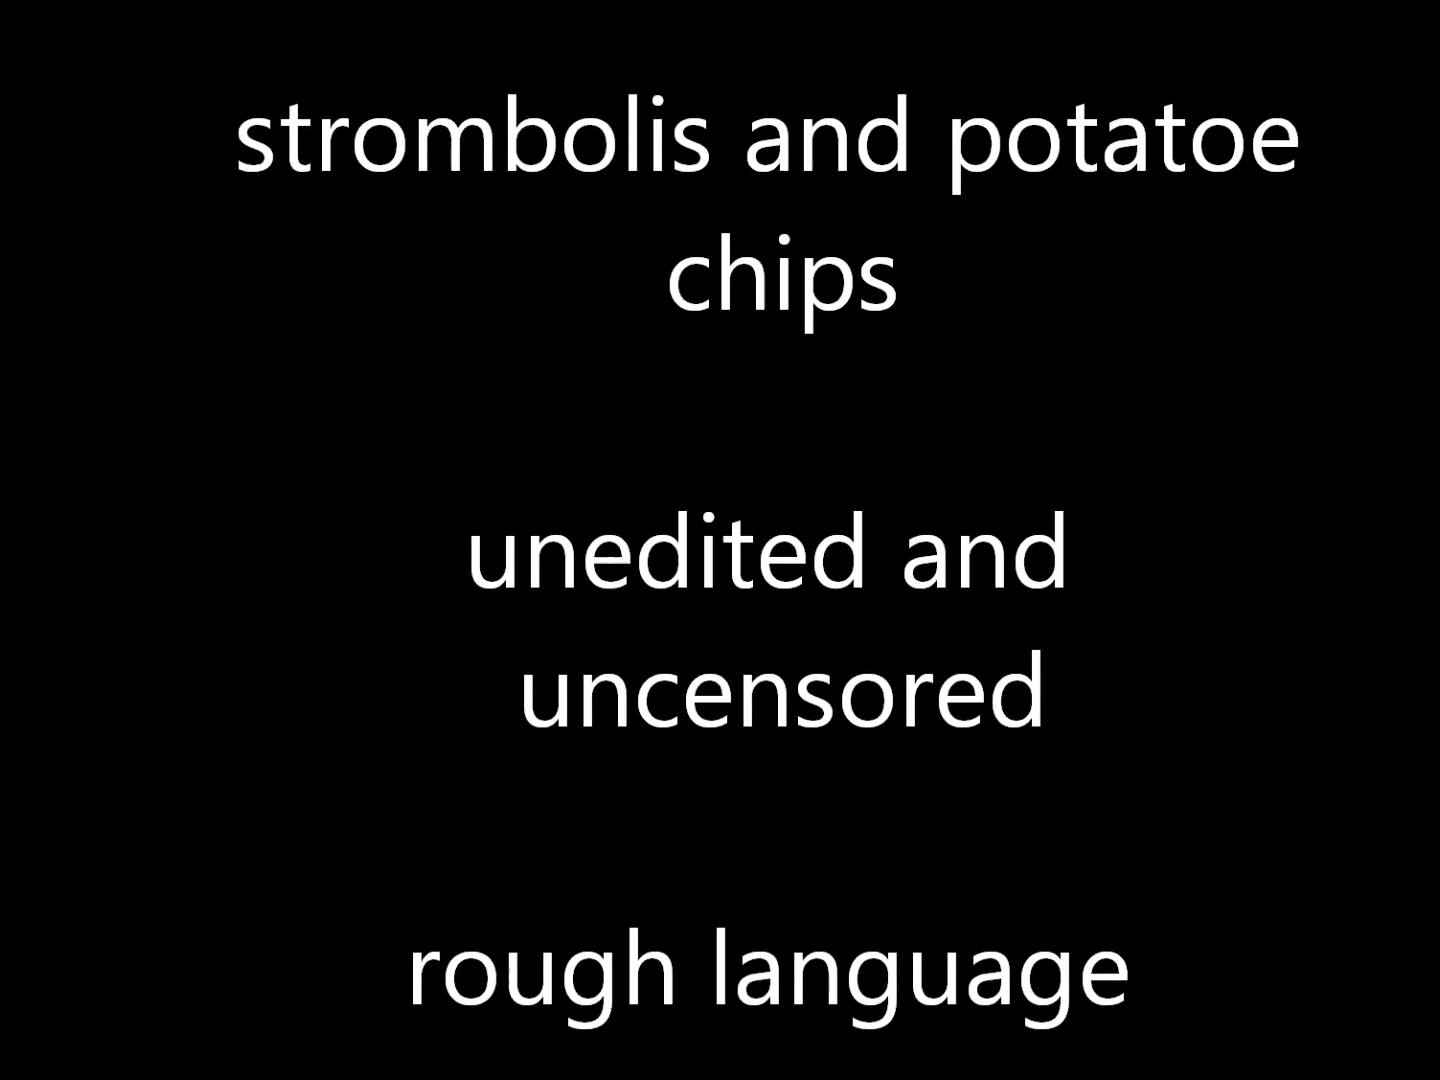 strombolis and potatoe
chips
unedited and
uncensored
rough language